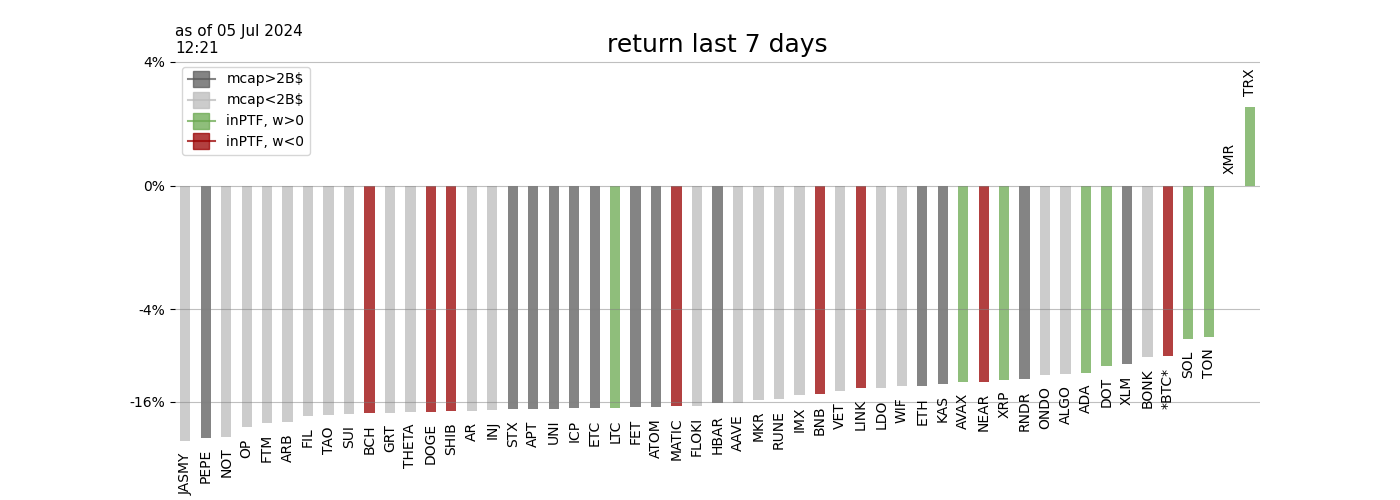 as of 05 Jul 2024
12:21
return last 7 days
4%
0%
-4%
-16%
mcap>2B$
mcap<2B$
inPTF, w>0
inPTF, w<0
JASMY
PEPE
NOT
OP
FTM
ARB
FIL
TAO
SUI
BCH
GRT
THETA
DOGE
SHIB
AR
INJ
STX
APT
UNI
ICP
ETC
LTC
FET
ATOM
MATIC
FLOKI
HBAR
AAVE
MKR
RUNE
IMX
BNB
VET
LINK
LDO
WIF
ETH
KAS
AVAX
NEAR
XRP
RNDR
ONDO
ALGO
ADA
DOT
XLM
BONK
*BTC*
SOL
TON
XMR
TRX